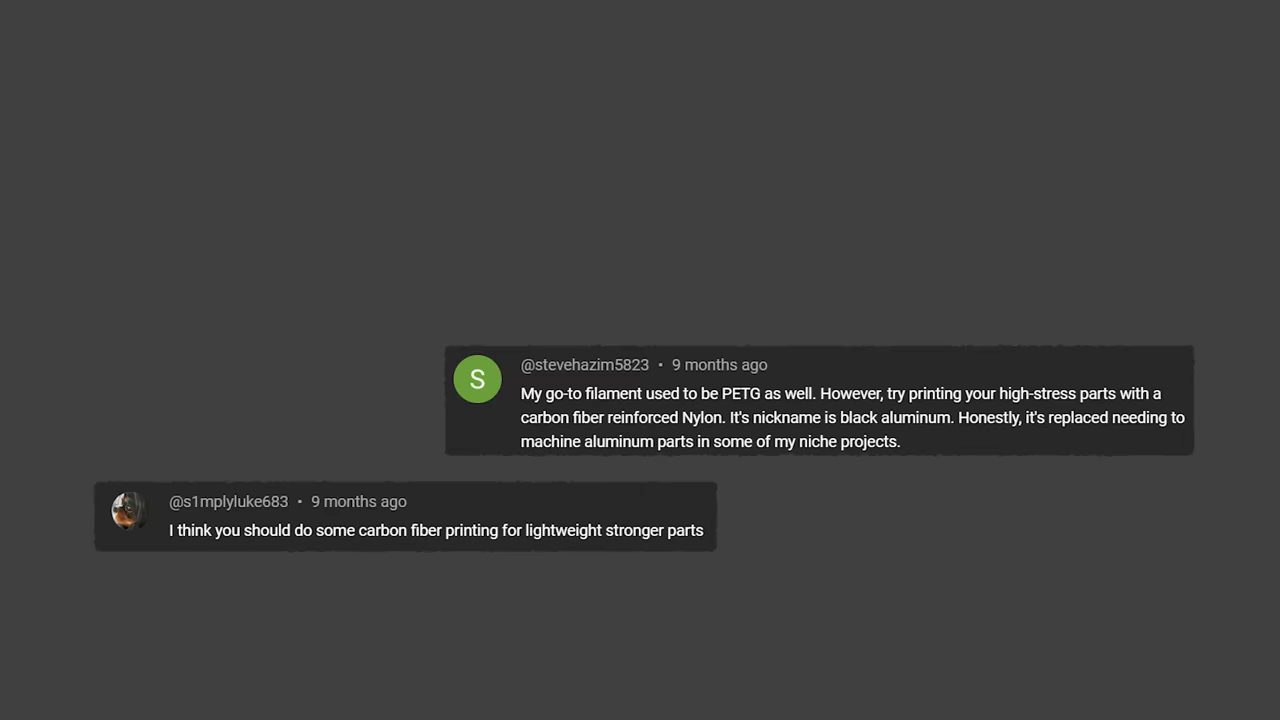 S
@stevehazim5823 • 9 months ago
My go-to filament used to be PETG as well. However, try printing your high-stress parts with a
carbon fiber reinforced Nylon. It's nickname is black aluminum. Honestly, it's replaced needing to
machine aluminum parts in some of my niche projects.
@s1mplyluke683 • 9 months ago
I think you should do some carbon fiber printing for lightweight stronger parts